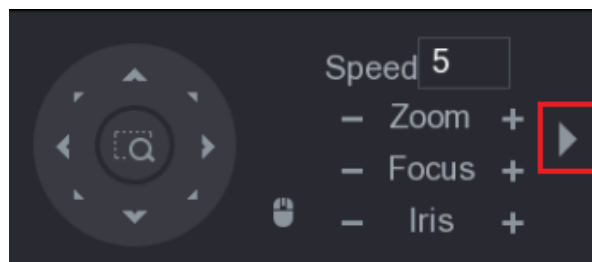 Speed 5
− Zoom +
− Focus +
− Iris +